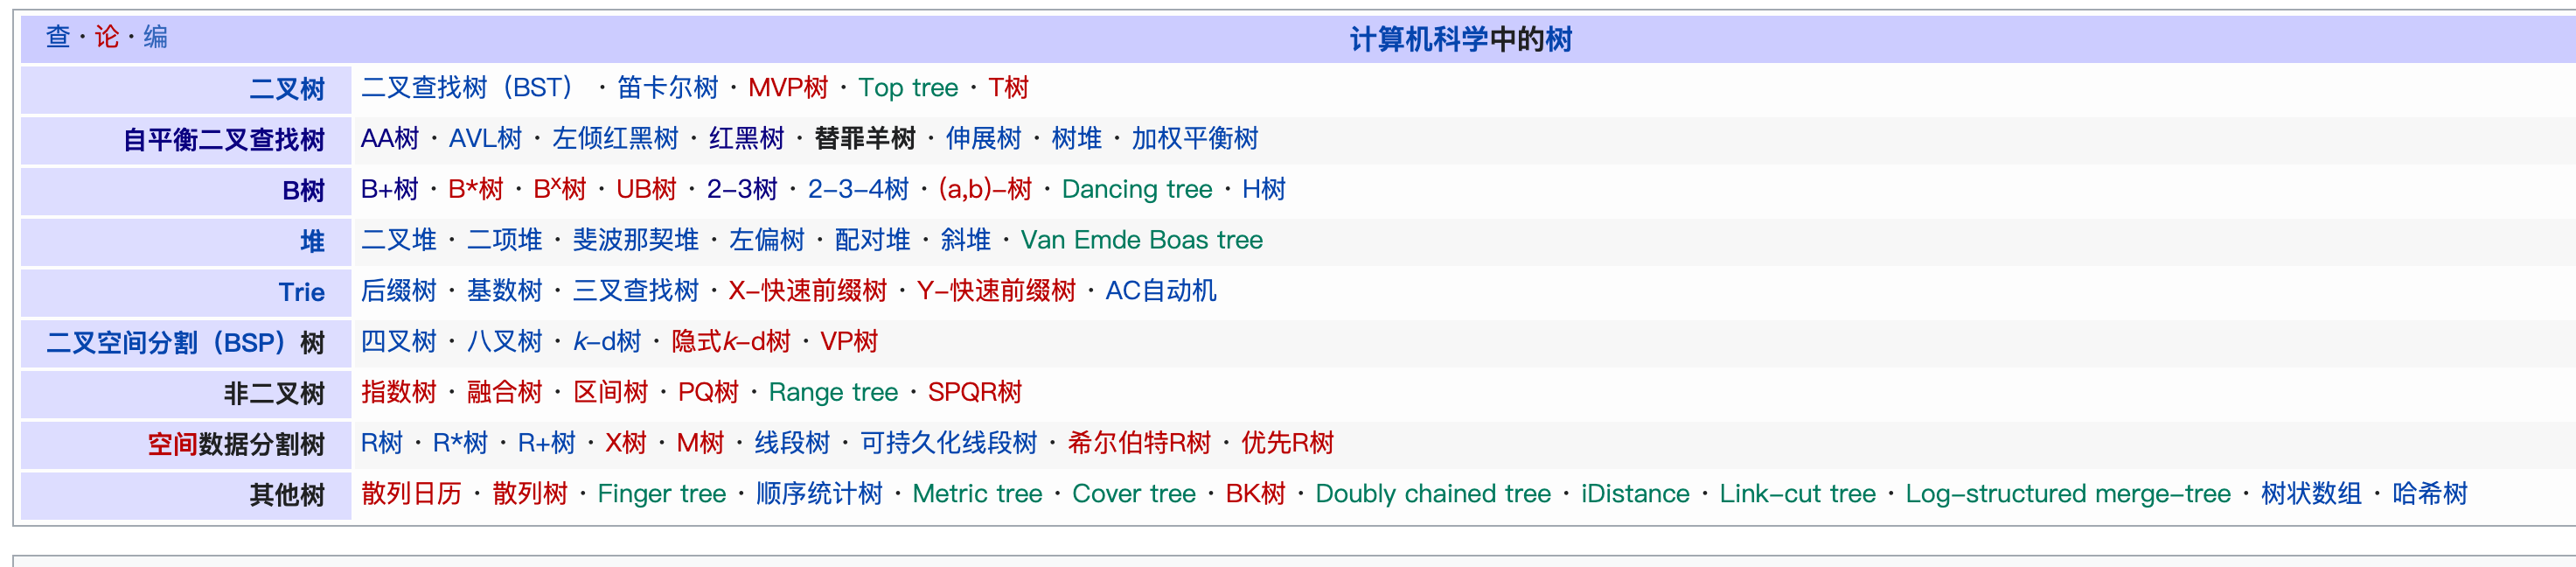 查 · 论 · 编 计算机科学中的树
二叉树 二叉查找树（BST） · 笛卡尔树 · MVP树 · Top tree · T树
自平衡二叉查找树 AA树 · AVL树 · 左倾红黑树 · 红黑树 · 替罪羊树 · 伸展树 · 树堆 · 加权平衡树
B树 B+树 · B*树 · Bˣ树 · UB树 · 2-3树 · 2-3-4树 · (a,b)-树 · Dancing tree · H树
堆 二叉堆 · 二项堆 · 斐波那契堆 · 左偏树 · 配对堆 · 斜堆 · Van Emde Boas tree
Trie 后缀树 · 基数树 · 三叉查找树 · X-快速前缀树 · Y-快速前缀树 · AC自动机
二叉空间分割（BSP）树 四叉树 · 八叉树 · k-d树 · 隐式k-d树 · VP树
非二叉树 指数树 · 融合树 · 区间树 · PQ树 · Range tree · SPQR树
空间数据分割树 R树 · R*树 · R+树 · X树 · M树 · 线段树 · 可持久化线段树 · 希尔伯特R树 · 优先R树
其他树 散列日历 · 散列树 · Finger tree · 顺序统计树 · Metric tree · Cover tree · BK树 · Doubly chained tree · iDistance · Link-cut tree · Log-structured merge-tree · 树状数组 · 哈希树